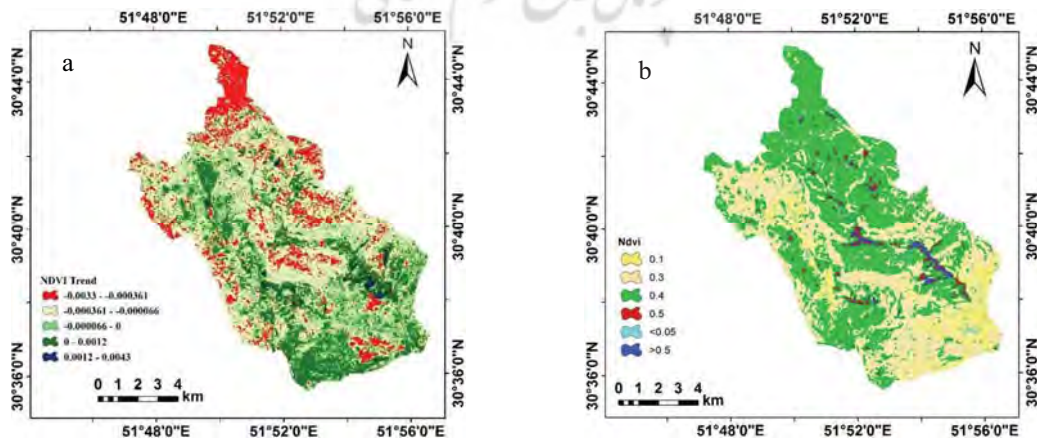 51°48'0"E 51°52'0"E 51°56'0"E
a
N
30°44'0"N
30°44'0"N
30°40'0"N
30°40'0"N
30°36'0"N
30°36'0"N
NDVI Trend
-0.0033 - -0.000361
-0.000361 - -0.000066
-0.000066 - 0
0 - 0.0012
0.0012 - 0.0043
0 1 2 3 4
km
51°48'0"E 51°52'0"E 51°56'0"E
51°48'0"E 51°52'0"E 51°56'0"E
b
N
30°44'0"N
30°44'0"N
30°40'0"N
30°40'0"N
30°36'0"N
30°36'0"N
Ndvi
0.1
0.3
0.4
0.5
<0.05
>0.5
0 1 2 3 4
km
51°48'0"E 51°52'0"E 51°56'0"E